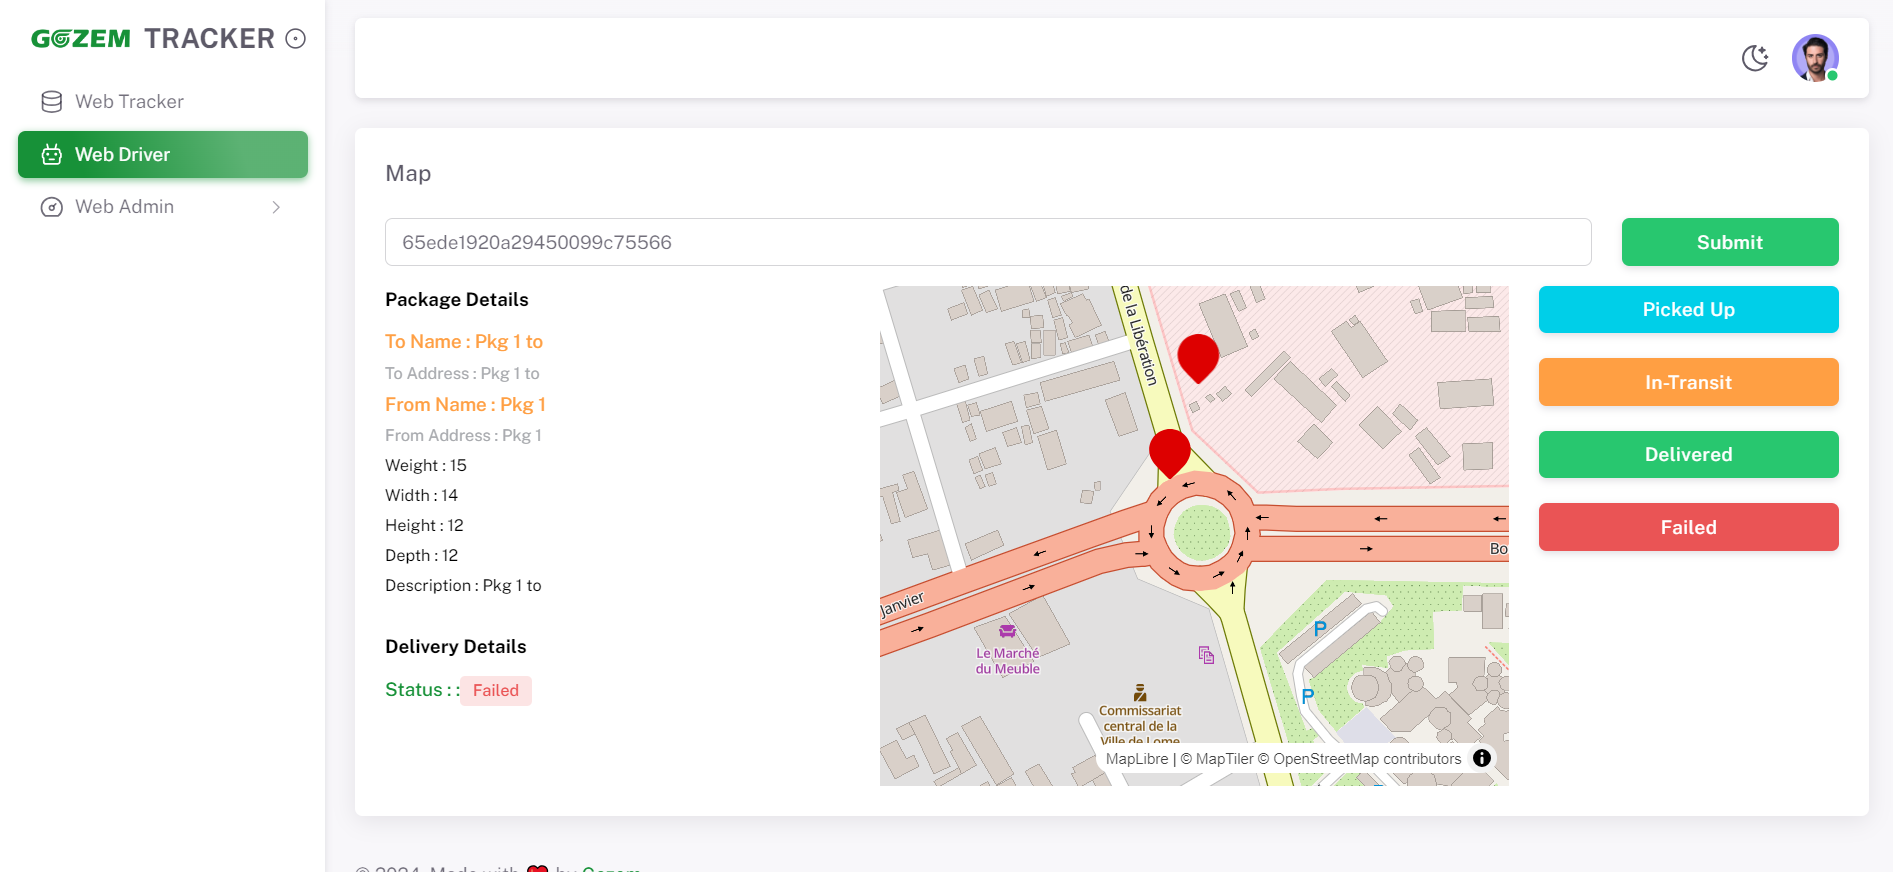 GOZEM TRACKER
Web Tracker
Web Driver
Web Admin
Map
65ede1920a29450099c75566
Submit
Package Details
To Name : Pkg 1 to
To Address : Pkg 1 to
From Name : Pkg 1
From Address : Pkg 1
Weight : 15
Width : 14
Height : 12
Depth : 12
Description : Pkg 1 to
Delivery Details
Status : :Failed
de la Libération
Bo
Janvier
Le Marché
du Meuble
P
P
Commissariat
central de la
Ville de Lome
MapLibre | © MapTiler © OpenStreetMap contributors
Picked Up
In-Transit
Delivered
Failed
© 2024, Made with ❤️ by Gozem